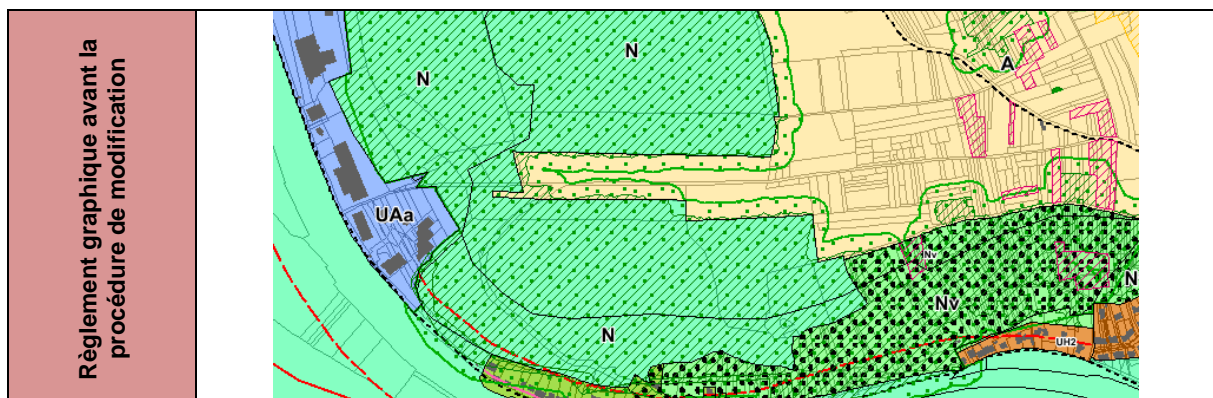 Règlement graphique avant la
procédure de modification
N
N
A
UAa
Nv
Nv
N
N
UH2